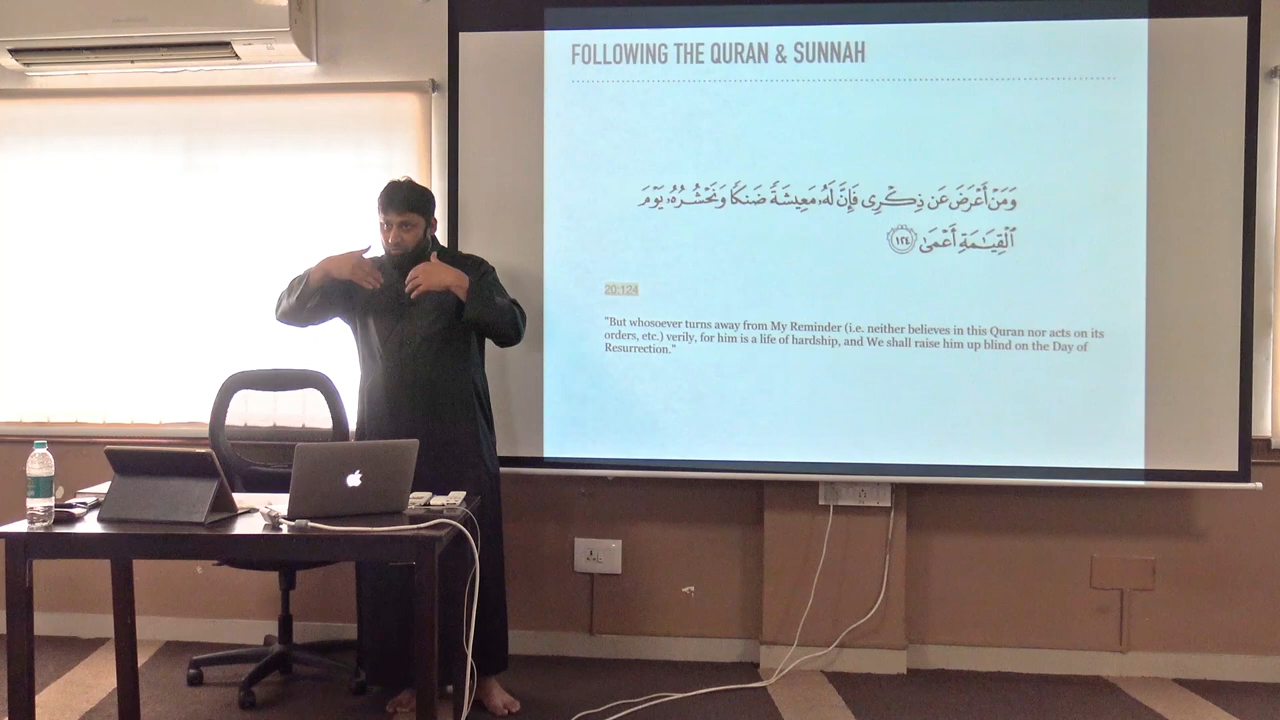 FOLLOWING THE QURAN & SUNNAH
وَمَنْ أَعْرَضَ عَن ذِكْرِى فَإِنَّ لَهُۥ مَعِيشَةً ضَنكًا وَنَحْشُرُهُۥ يَوْمَ
ٱلْقِيَـٰمَةِ أَعْمَىٰ ١٢٤
20:124
"But whosoever turns away from My Reminder (i.e. neither believes in this Quran nor acts on its
orders, etc.) verily, for him is a life of hardship, and We shall raise him up blind on the Day of
Resurrection."